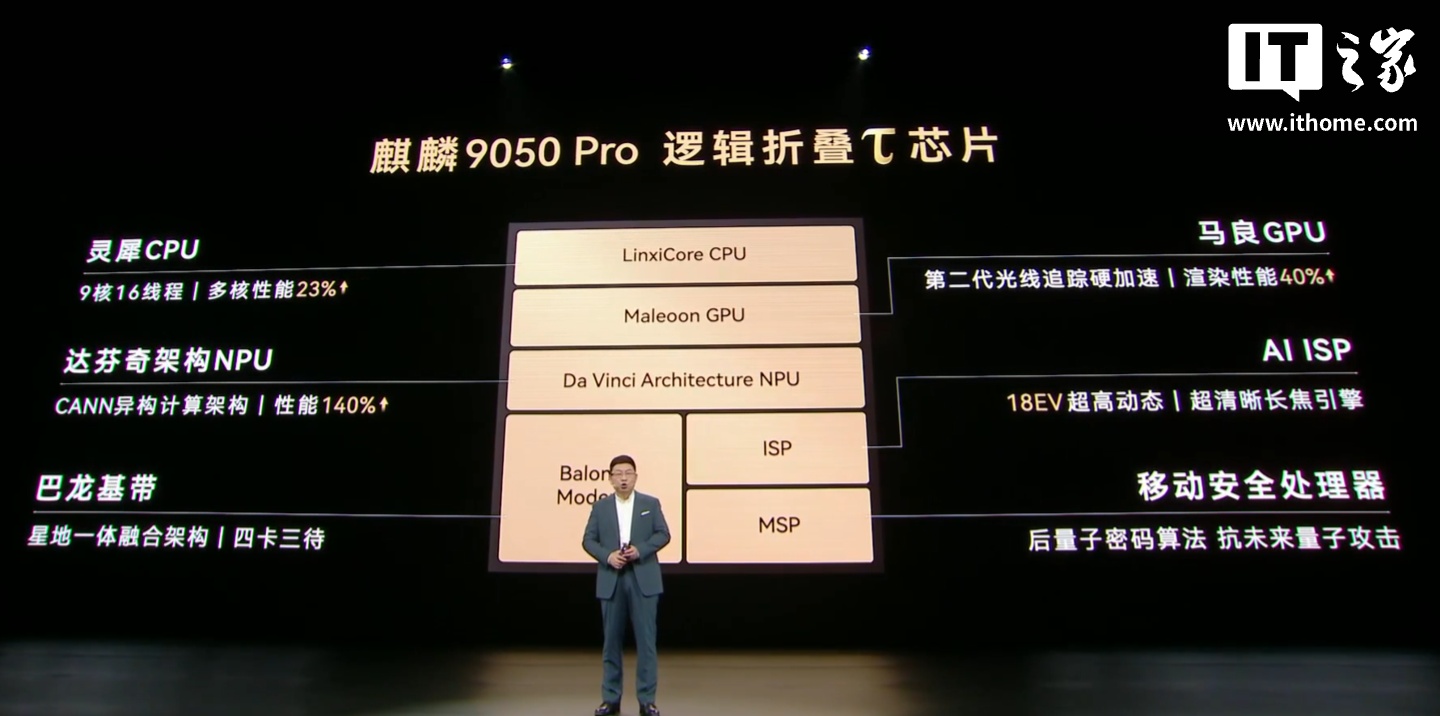 IT之家
www.ithome.com
麒麟9050 Pro 逻辑折叠τ芯片
灵犀CPU
9核16线程 | 多核性能23%↑
达芬奇架构NPU
CANN异构计算架构 | 性能140%↑
巴龙基带
星地一体融合架构 | 四卡三待
LinxiCore CPU
Maleoon GPU
Da Vinci Architecture NPU
Balon
Mode
ISP
MSP
马良GPU
第二代光线追踪硬加速 | 渲染性能40%↑
AI ISP
18EV超高动态 | 超清晰长焦引擎
移动安全处理器
后量子密码算法 抗未来量子攻击